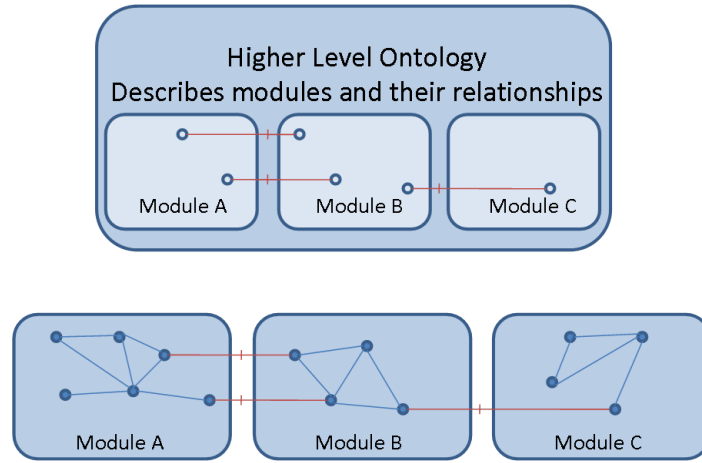 Higher Level Ontology
Describes modules and their relationships
Module A
Module B
Module C
Module A
Module B
Module C